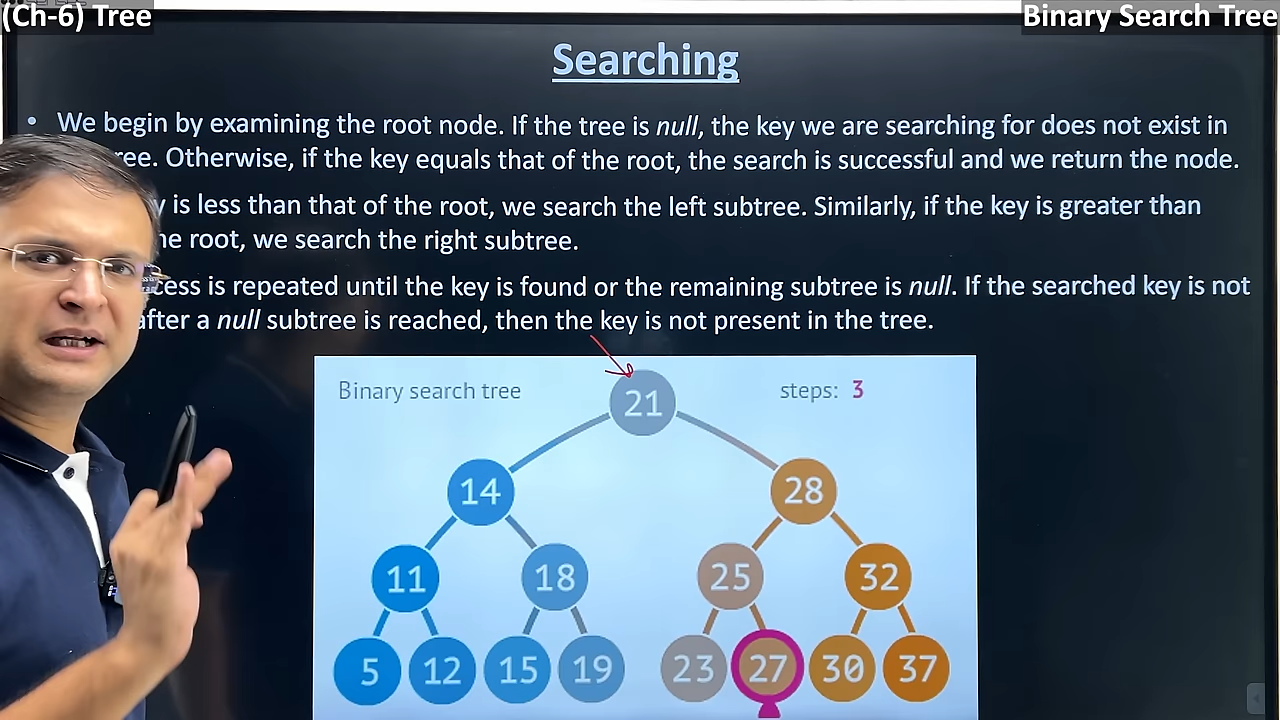 (Ch-6) Tree
Binary Search Tree
Searching
• We begin by examining the root node. If the tree is null, the key we are searching for does not exist in
ree. Otherwise, if the key equals that of the root, the search is successful and we return the node.
y is less than that of the root, we search the left subtree. Similarly, if the key is greater than
he root, we search the right subtree.
cess is repeated until the key is found or the remaining subtree is null. If the searched key is not
after a null subtree is reached, then the key is not present in the tree.
Binary search tree
steps: 3
21
14 28
11 18 25 32
5 12 15 19 23 27 30 37